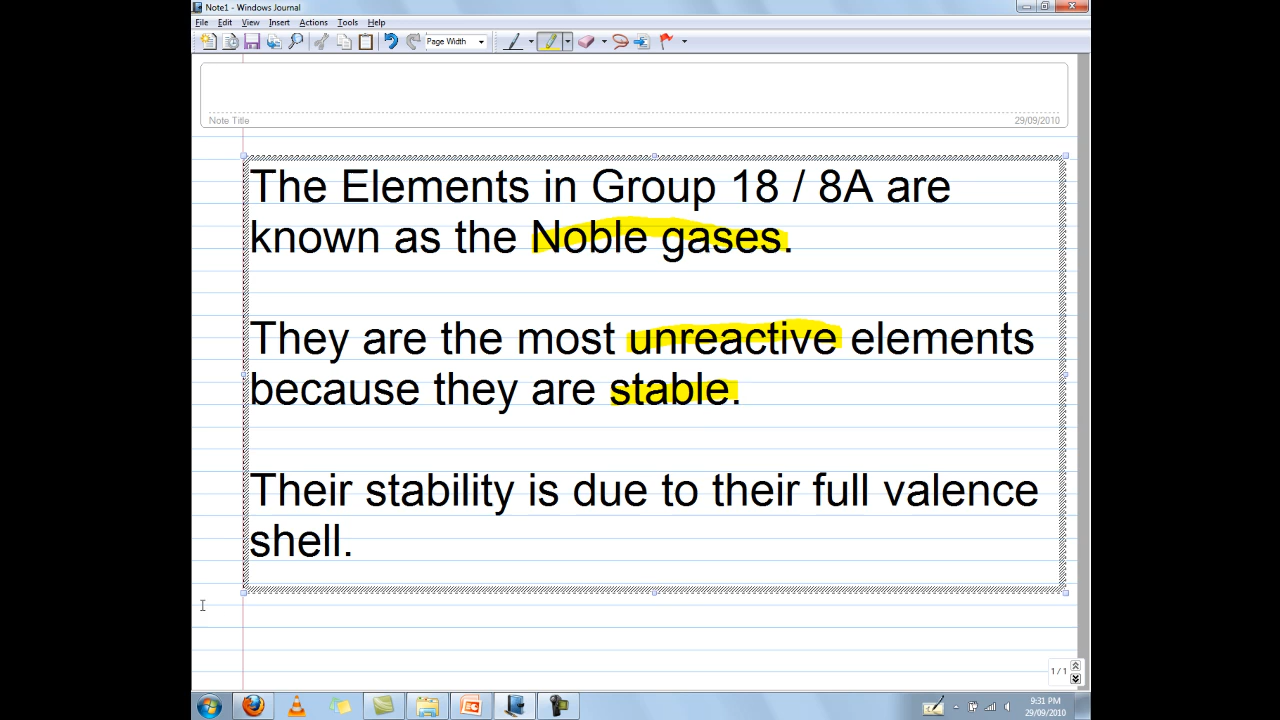 Note1 - Windows Journal
File Edit View Insert Actions Tools Help
Page Width
Note Title 29/09/2010
The Elements in Group 18 / 8A are
known as the Noble gases.
They are the most unreactive elements
because they are stable.
Their stability is due to their full valence
shell.
1 / 1
9:31 PM
29/09/2010